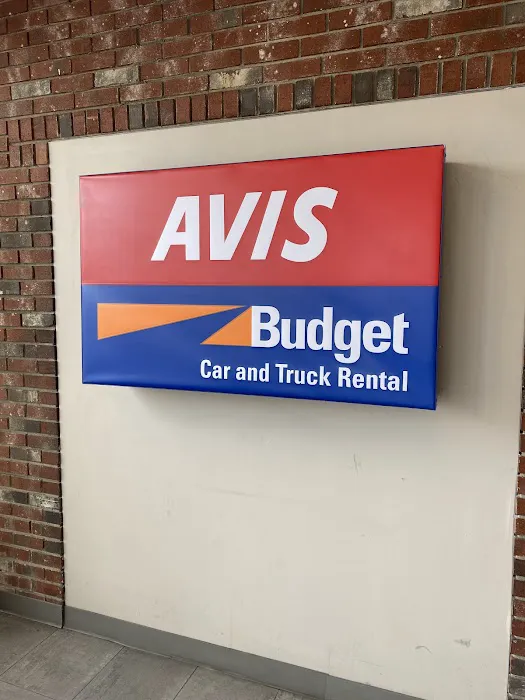 AVIS
Budget
Car and Truck Rental